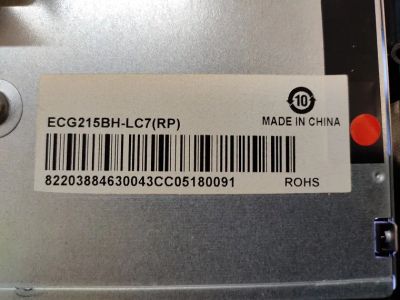 10
ECG215BH-LC7(RP)
MADE IN CHINA
82203884630043CC05180091
ROHS